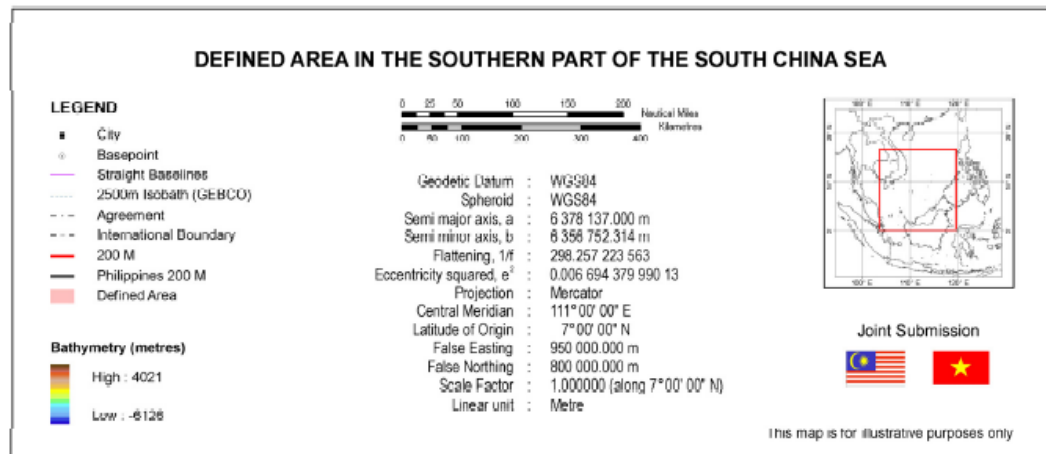 DEFINED AREA IN THE SOUTHERN PART OF THE SOUTH CHINA SEA
LEGEND
City
Basepoint
Straight Baselines
2500m Isobath (GEBCO)
Agreement
International Boundary
200 M
Philippines 200 M
Defined Area
Bathymetry (metres)
High : 4021
Low : -6126
0 25 50 100 150 200 Nautical Miles
0 50 100 200 300 400 Kilometres
Geodetic Datum : WGS84
Spheroid : WGS84
Semi major axis, a : 6 378 137.000 m
Semi minor axis, b : 6 356 752.314 m
Flattening, 1/f : 298.257 223 563
Eccentricity squared, e² : 0.006 694 379 990 13
Projection : Mercator
Central Meridian : 111° 00' 00" E
Latitude of Origin : 7° 00' 00" N
False Easting : 950 000.000 m
False Northing : 800 000.000 m
Scale Factor : 1.000000 (along 7° 00' 00" N)
Linear unit : Metre
100° E 110° E 120° E
100° E 110° E 120° E
Joint Submission
This map is for illustrative purposes only